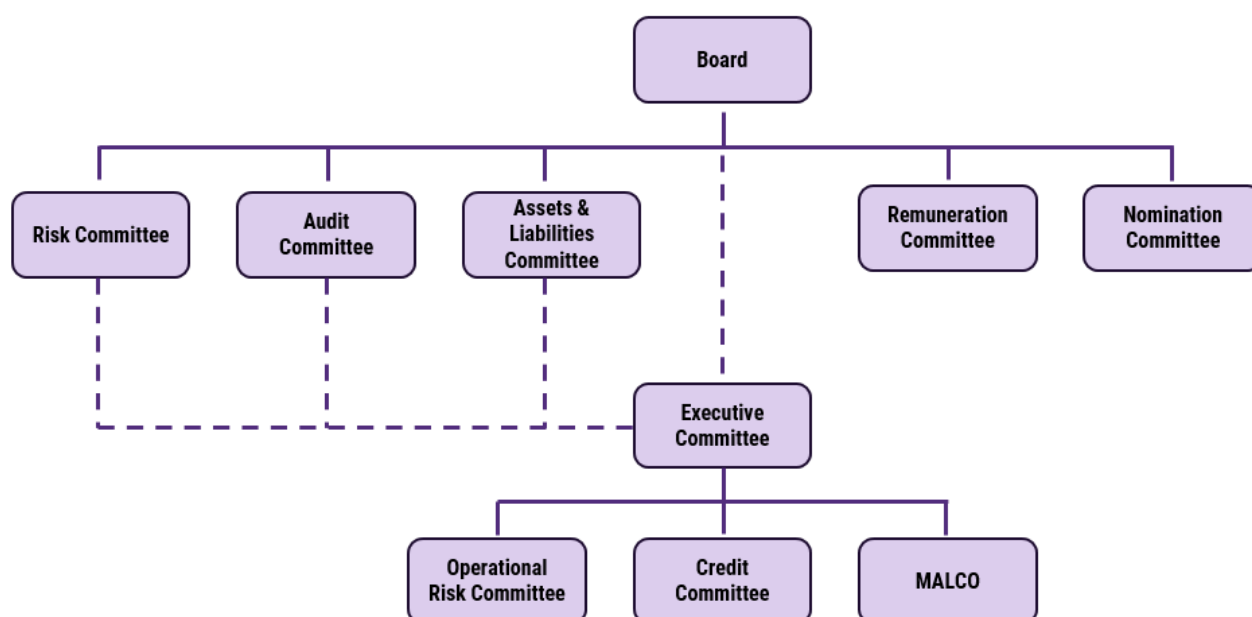 Board
Risk Committee
Audit
Committee
Assets &
Liabilities
Committee
Remuneration
Committee
Nomination
Committee
Executive
Committee
Operational
Risk Committee
Credit
Committee
MALCO